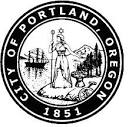 CITY OF PORTLAND, OREGON
1851